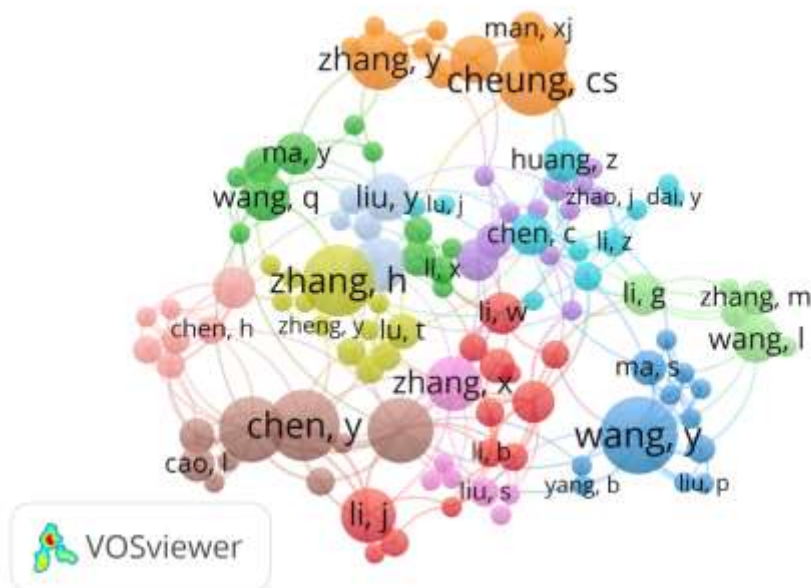 man, xj
zhang, y
cheung, cs
ma, y
huang, z
wang, q
liu, y
lu, j
zhao, j
dai, y
chen, c
li, z
li, x
zhang, h
li, g
zhang, m
li, w
chen, h
zheng, y
lu, t
wang, l
ma, s
zhang, x
chen, y
wang, y
li, b
cao, l
liu, s
yang, b
liu, p
li, j
VOSviewer